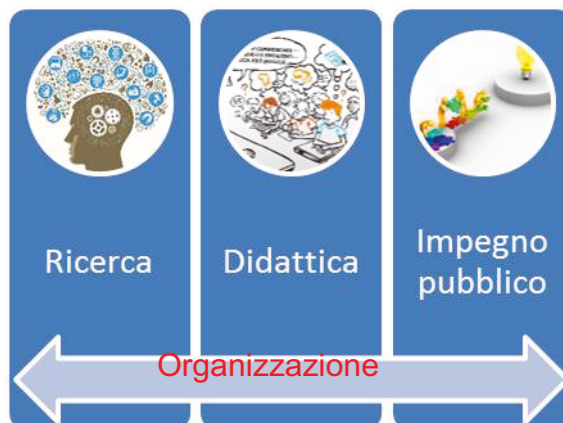 Ricerca
Didattica
Impegno
pubblico
Organizzazione